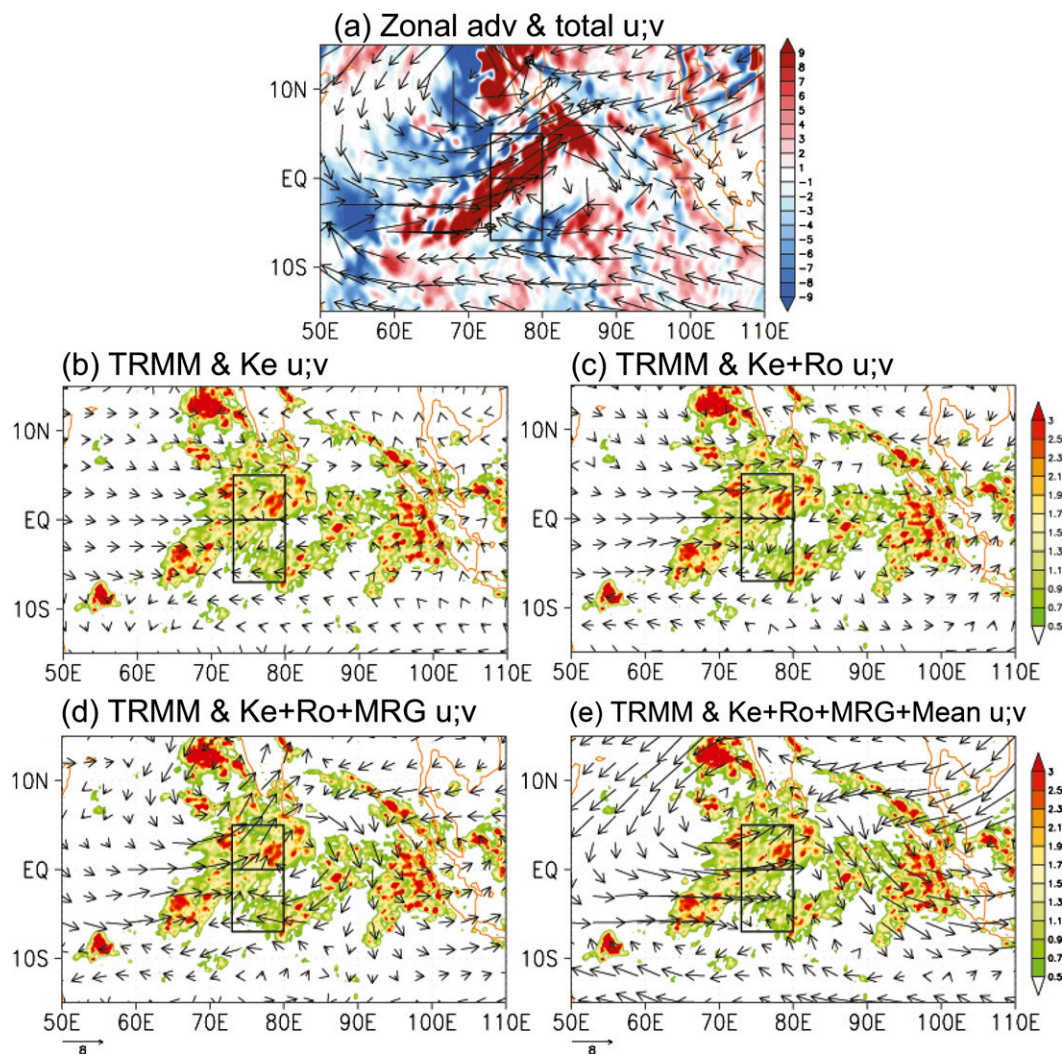 (a) Zonal adv & total u;v
10N
EQ
10S
50E 60E 70E 80E 90E 100E 110E
9
8
7
6
5
4
3
2
1
-1
-2
-3
-4
-5
-6
-7
-8
-9
(b) TRMM & Ke u;v
10N
EQ
10S
50E 60E 70E 80E 90E 100E 110E
(c) TRMM & Ke+Ro u;v
10N
EQ
10S
50E 60E 70E 80E 90E 100E 110E
3
2.5
2.3
2.1
1.9
1.7
1.5
1.3
1.1
0.9
0.7
0.5
(d) TRMM & Ke+Ro+MRG u;v
10N
EQ
10S
50E 60E 70E 80E 90E 100E 110E
8
(e) TRMM & Ke+Ro+MRG+Mean u;v
10N
EQ
10S
50E 60E 70E 80E 90E 100E 110E
8
3
2.5
2.3
2.1
1.9
1.7
1.5
1.3
1.1
0.9
0.7
0.5